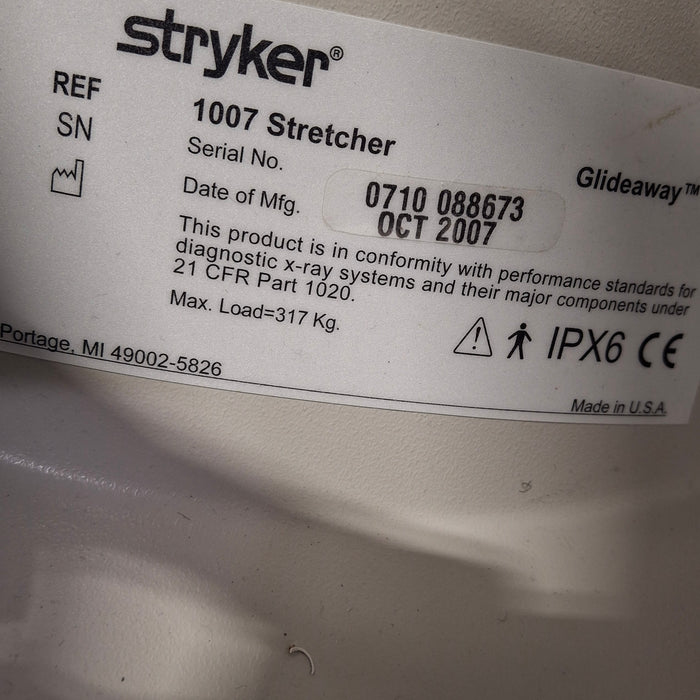 stryker®
REF 1007 Stretcher
SN Serial No. 0710 088673
Glideaway™
Date of Mfg. OCT 2007
This product is in conformity with performance standards for
diagnostic x-ray systems and their major components under
21 CFR Part 1020.
Max. Load=317 Kg.
IPX6 CE
Portage, MI 49002-5826
Made in U.S.A.